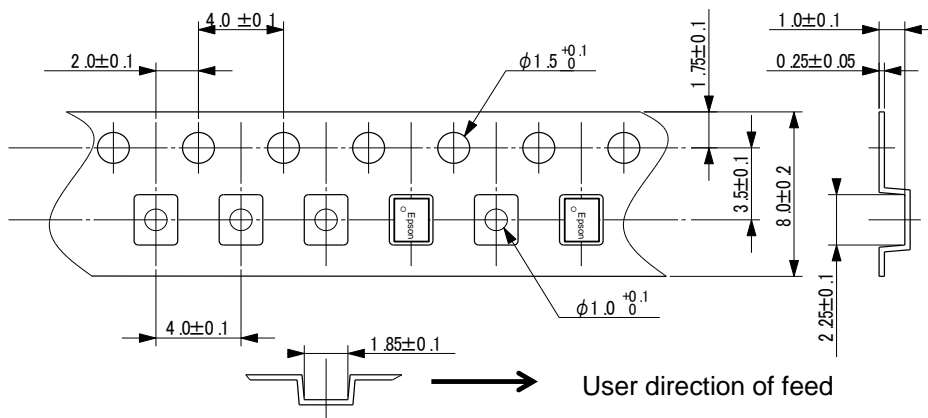 4.0 ±0.1
1.0±0.1
2.0±0.1
φ1.5 +0.1 0
1.75±0.1
0.25±0.05
3.5±0.1
8.0±0.2
Epson
Epson
2.25±0.1
φ1.0 +0.1 0
4.0±0.1
1.85±0.1
User direction of feed